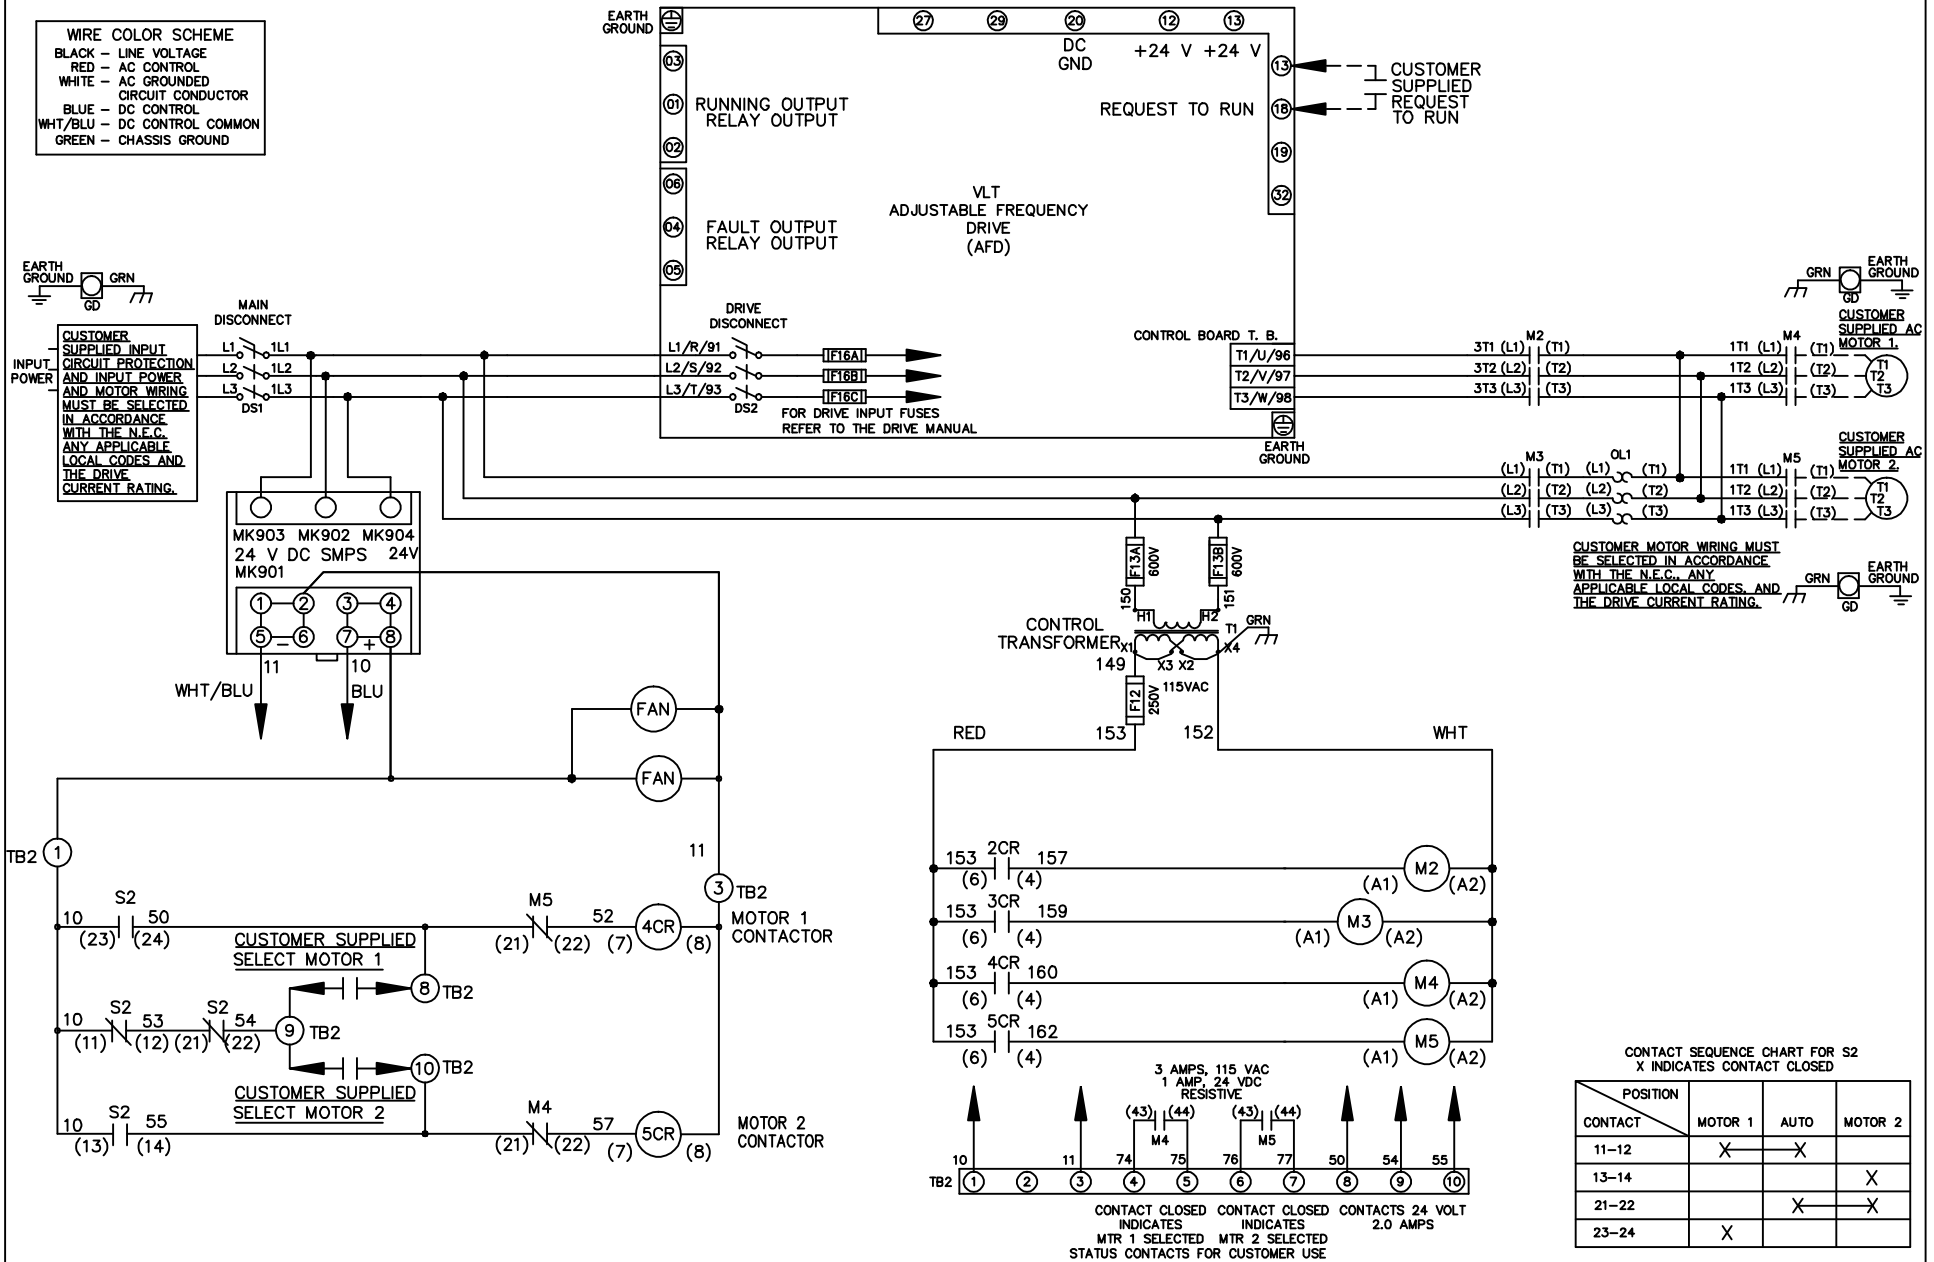 WIRE COLOR SCHEME
BLACK – LINE VOLTAGE
RED – AC CONTROL
WHITE – AC GROUNDED
CIRCUIT CONDUCTOR
BLUE – DC CONTROL
WHT/BLU – DC CONTROL COMMON
GREEN – CHASSIS GROUND
EARTH
GROUND
27 29 20 12 13
DC
GND
+24 V +24 V
03
01
02
RUNNING OUTPUT
RELAY OUTPUT
06
04
05
FAULT OUTPUT
RELAY OUTPUT
VLT
ADJUSTABLE FREQUENCY
DRIVE
(AFD)
REQUEST TO RUN
13
18
19
32
CUSTOMER
SUPPLIED
REQUEST
TO RUN
EARTH
GROUND
GRN
GD
MAIN
DISCONNECT
INPUT
POWER
CUSTOMER
SUPPLIED INPUT
CIRCUIT PROTECTION
AND INPUT POWER
AND MOTOR WIRING
MUST BE SELECTED
IN ACCORDANCE
WITH THE N.E.C.
ANY APPLICABLE
LOCAL CODES AND
THE DRIVE
CURRENT RATING.
L1 1L1
L2 1L2
L3 1L3
DS1
DRIVE
DISCONNECT
L1/R/91
L2/S/92
L3/T/93
DS2
F16A
F16B
F16C
FOR DRIVE INPUT FUSES
REFER TO THE DRIVE MANUAL
CONTROL BOARD T. B.
T1/U/96
T2/V/97
T3/W/98
EARTH
GROUND
M2
3T1 (L1) (T1)
3T2 (L2) (T2)
3T3 (L3) (T3)
M4
1T1 (L1) (T1)
1T2 (L2) (T2)
1T3 (L3) (T3)
GRN
EARTH
GROUND
GD
CUSTOMER
SUPPLIED AC
MOTOR 1.
T1
T2
T3
M3
(L1) (T1)
(L2) (T2)
(L3) (T3)
OL1
(L1) (T1)
(L2) (T2)
(L3) (T3)
M5
1T1 (L1) (T1)
1T2 (L2) (T2)
1T3 (L3) (T3)
CUSTOMER
SUPPLIED AC
MOTOR 2.
T1
T2
T3
CUSTOMER MOTOR WIRING MUST
BE SELECTED IN ACCORDANCE
WITH THE N.E.C., ANY
APPLICABLE LOCAL CODES, AND
THE DRIVE CURRENT RATING.
GRN
EARTH
GROUND
GD
MK903 MK902 MK904
24 V DC SMPS 24V
MK901
1 2 3 4
5 – 6 7 + 8
11
10
WHT/BLU
BLU
F13A
600V
F13B
600V
150
151
H1 H2
CONTROL
TRANSFORMER
T1
GRN
X1 X3 X2 X4
149
115VAC
F12
250V
153
152
RED
WHT
FAN
FAN
TB2 1
11
3 TB2
S2
10 50
(23) (24)
M5
(21) (22)
52
(7) 4CR (8)
MOTOR 1
CONTACTOR
CUSTOMER SUPPLIED
SELECT MOTOR 1
8 TB2
S2 S2
10 53 54
(11) (12) (21) (22)
9 TB2
10 TB2
CUSTOMER SUPPLIED
SELECT MOTOR 2
S2
10 55
(13) (14)
M4
(21) (22)
57
(7) 5CR (8)
MOTOR 2
CONTACTOR
153 2CR 157
(6) (4)
(A1) M2 (A2)
153 3CR 159
(6) (4)
(A1) M3 (A2)
153 4CR 160
(6) (4)
(A1) M4 (A2)
153 5CR 162
(6) (4)
(A1) M5 (A2)
3 AMPS, 115 VAC
1 AMP, 24 VDC
RESISTIVE
(43) (44) (43) (44)
M4 M5
10 11 74 75 76 77 50 54 55
TB2 1 2 3 4 5 6 7 8 9 10
CONTACT CLOSED
INDICATES
MTR 1 SELECTED
CONTACT CLOSED
INDICATES
MTR 2 SELECTED
CONTACTS 24 VOLT
2.0 AMPS
STATUS CONTACTS FOR CUSTOMER USE
CONTACT SEQUENCE CHART FOR S2
X INDICATES CONTACT CLOSED
POSITION
CONTACT MOTOR 1 AUTO MOTOR 2
11–12 X X
13–14 X
21–22 X X
23–24 X